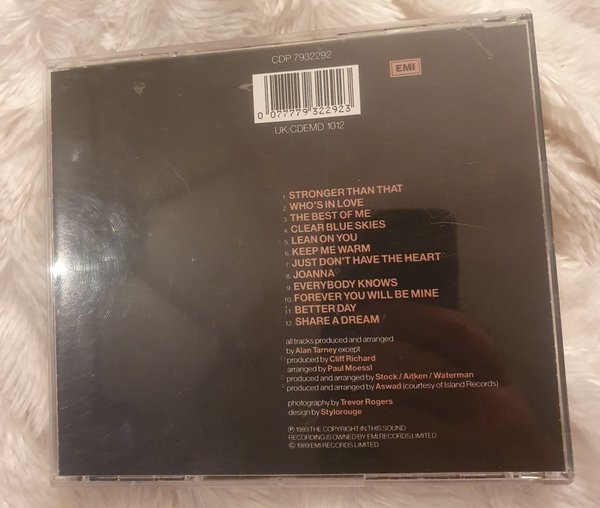 CDP 7932292
EMI
0 077779 322923
UK:CDEMD 1012
1. STRONGER THAN THAT
2. WHO'S IN LOVE
3. THE BEST OF ME
4. CLEAR BLUE SKIES
5. LEAN ON YOU
6. KEEP ME WARM
7. JUST DON'T HAVE THE HEART
8. JOANNA
9. EVERYBODY KNOWS
10. FOREVER YOU WILL BE MINE
11. BETTER DAY
12. SHARE A DREAM
all tracks produced and arranged
by Alan Tarney except
produced by Cliff Richard
arranged by Paul Moessl
produced and arranged by Stock / Aitken / Waterman
produced and arranged by Aswad (courtesy of Island Records)
photography by Trevor Rogers
design by Stylorouge
℗ 1989 THE COPYRIGHT IN THIS SOUND
RECORDING IS OWNED BY EMI RECORDS LIMITED
© 1989 EMI RECORDS LIMITED